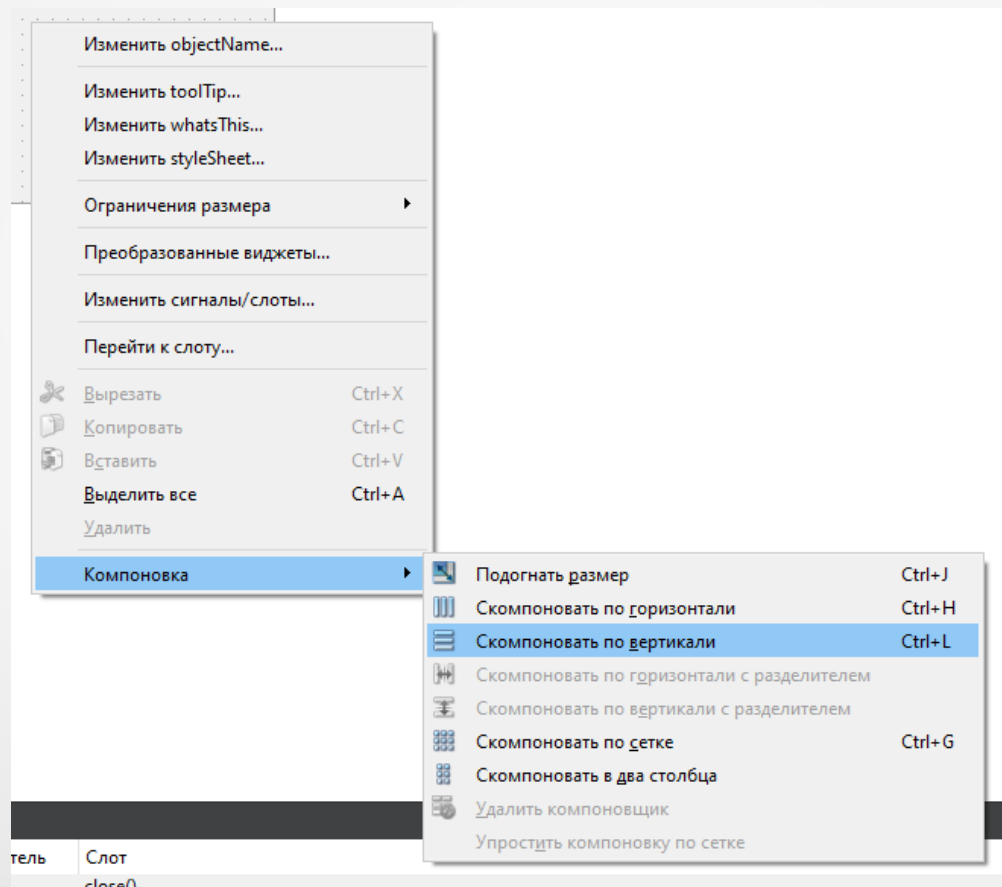 Изменить objectName...
Изменить toolTip...
Изменить whatsThis...
Изменить styleSheet...
Ограничения размера
Преобразованные виджеты...
Изменить сигналы/слоты...
Перейти к слоту...
Вырезать Ctrl+X
Копировать Ctrl+C
Вставить Ctrl+V
Выделить все Ctrl+A
Удалить
Компоновка
Подогнать размер Ctrl+J
Скомпоновать по горизонтали Ctrl+H
Скомпоновать по вертикали Ctrl+L
Скомпоновать по горизонтали с разделителем
Скомпоновать по вертикали с разделителем
Скомпоновать по сетке Ctrl+G
Скомпоновать в два столбца
Удалить компоновщик
Упростить компоновку по сетке
тель Слот
close()